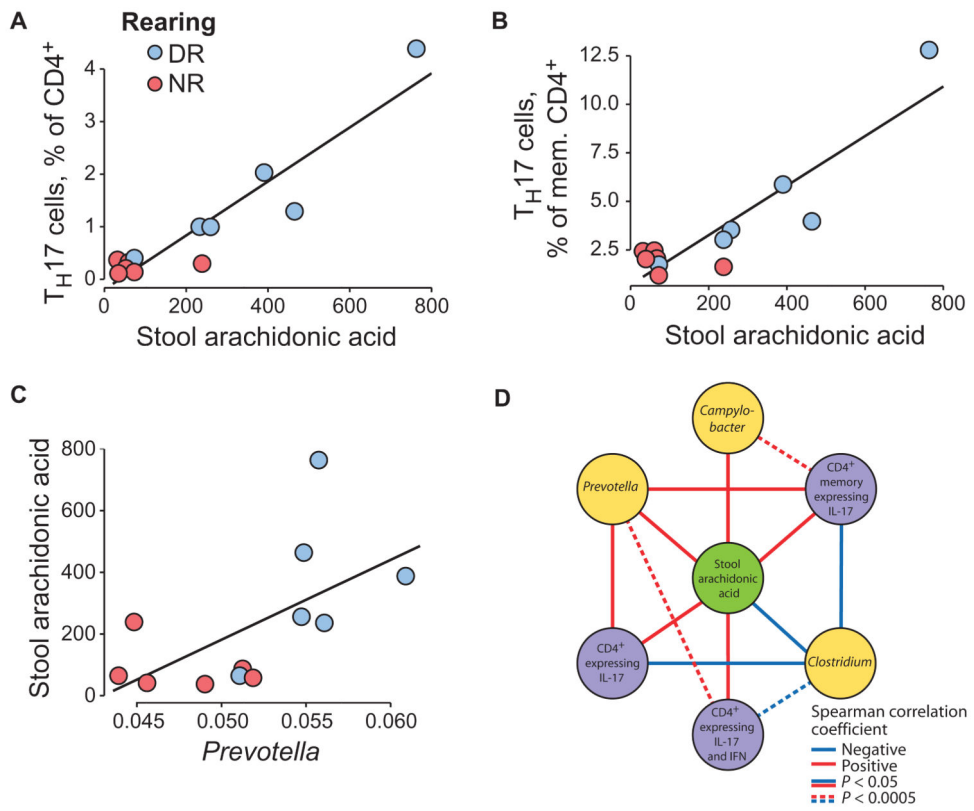 A
Rearing
DR
NR
T_H17 cells, % of CD4⁺
4
3
2
1
0
0 200 400 600 800
Stool arachidonic acid
B
T_H17 cells,
% of mem. CD4⁺
12.5
10.0
7.5
5.0
2.5
0 200 400 600 800
Stool arachidonic acid
C
Stool arachidonic acid
800
600
400
200
0
0.045 0.050 0.055 0.060
Prevotella
D
Campylo-
bacter
Prevotella
CD4⁺
memory
expressing
IL-17
Stool
arachidonic
acid
CD4⁺
expressing
IL-17
Clostridium
CD4⁺
expressing
IL-17
and IFN
Spearman correlation
coefficient
Negative
Positive
P < 0.05
P < 0.0005